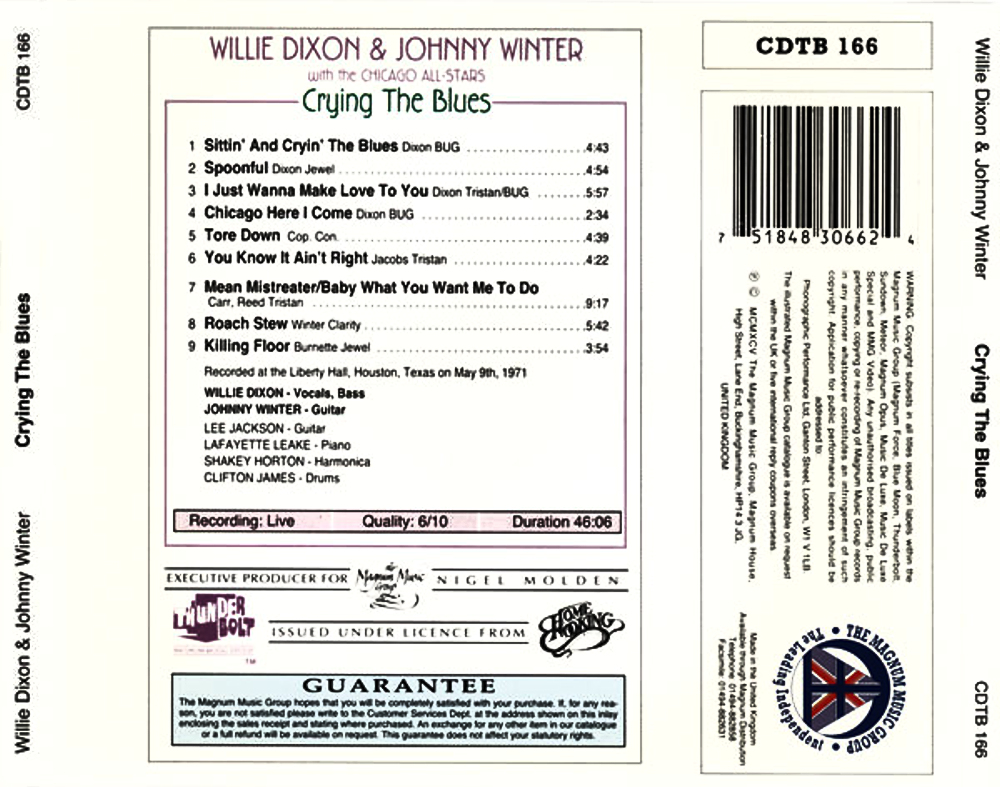 CDTB 166
Crying The Blues
Willie Dixon & Johnny Winter
WILLIE DIXON & JOHNNY WINTER
with the CHICAGO ALL-STARS
Crying The Blues
1 Sittin' And Cryin' The Blues Dixon BUG ........................4:43
2 Spoonful Dixon Jewel ........................4:54
3 I Just Wanna Make Love To You Dixon Tristan/BUG ........5:57
4 Chicago Here I Come Dixon BUG ........................2:34
5 Tore Down Cop. Con. ........................4:39
6 You Know It Ain't Right Jacobs Tristan ........................4:22
7 Mean Mistreater/Baby What You Want Me To Do
Carr, Reed Tristan ........................9:17
8 Roach Stew Winter Clarity ........................5:42
9 Killing Floor Burnette Jewel ........................3:54
Recorded at the Liberty Hall, Houston, Texas on May 9th, 1971
WILLIE DIXON - Vocals, Bass
JOHNNY WINTER - Guitar
LEE JACKSON - Guitar
LAFAYETTE LEAKE - Piano
SHAKEY HORTON - Harmonica
CLIFTON JAMES - Drums
Recording: Live Quality: 6/10 Duration 46:06
EXECUTIVE PRODUCER FOR The Magnum Music Group NIGEL MOLDEN
THUNDER BOLT
TM
ISSUED UNDER LICENCE FROM HOME COOKING
GUARANTEE
The Magnum Music Group hopes that you will be completely satisfied with your purchase. If, for any rea-
son, you are not satisfied please write to the Customer Services Dept. at the address shown on this inlay
enclosing the sales receipt and stating where purchased. An exchange for any other item in our catalogue
or a full refund will be available on request. This guarantee does not affect your statutory rights.
CDTB 166
7 51848 30662 4
WARNING. Copyright subsists in all titles issued on labels within the
Magnum Music Group (Magnum Force, Blue Moon, Thunderbolt,
Sundown, Meteor, Magnum Opus, Music De Luxe, Music De Luxe
Special and MMG Video). Any unauthorised broadcasting, public
performance, copying or re-recording of Magnum Music Group records
in any manner whatsoever constitutes an infringement of such
copyright. Application for public performance licences should be
addressed to
Phonographic Performance Ltd, Ganton Street, London, W1 V 1LB.
The illustrated Magnum Music Group catalogue is available on request
within the UK or five international reply coupons overseas
℗ © MCMXCV The Magnum Music Group, Magnum House,
High Street, Lane End, Buckinghamshire, HP14 3 JG,
UNITED KINGDOM
Made in the United Kingdom
Available through Magnum Distribution
Telephone: 01494-882858
Facsimile: 01494-882631
THE MAGNUM MUSIC GROUP
The Leading Independent
Willie Dixon & Johnny Winter
Crying The Blues
CDTB 166